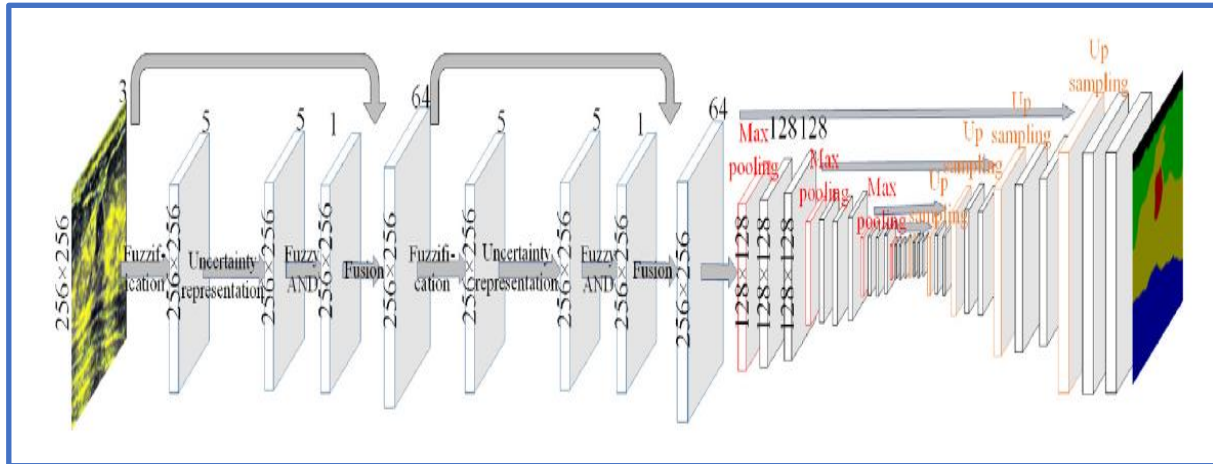 3
256×256
Fuzzifi-
ication
5
256×256
Uncertainty
representation
5
256×256
Fuzzy
AND
1
256×256
Fusion
64
256×256
Fuzzifi-
cation
5
256×256
Uncertainty
representation
5
256×256
Fuzzy
AND
1
256×256
Fusion
64
256×256
Max
pooling
128×128
128
128×128
128
128×128
Max
pooling
Max
pooling
Up
sampling
Up
sampling
Up
sampling
Up
sampling